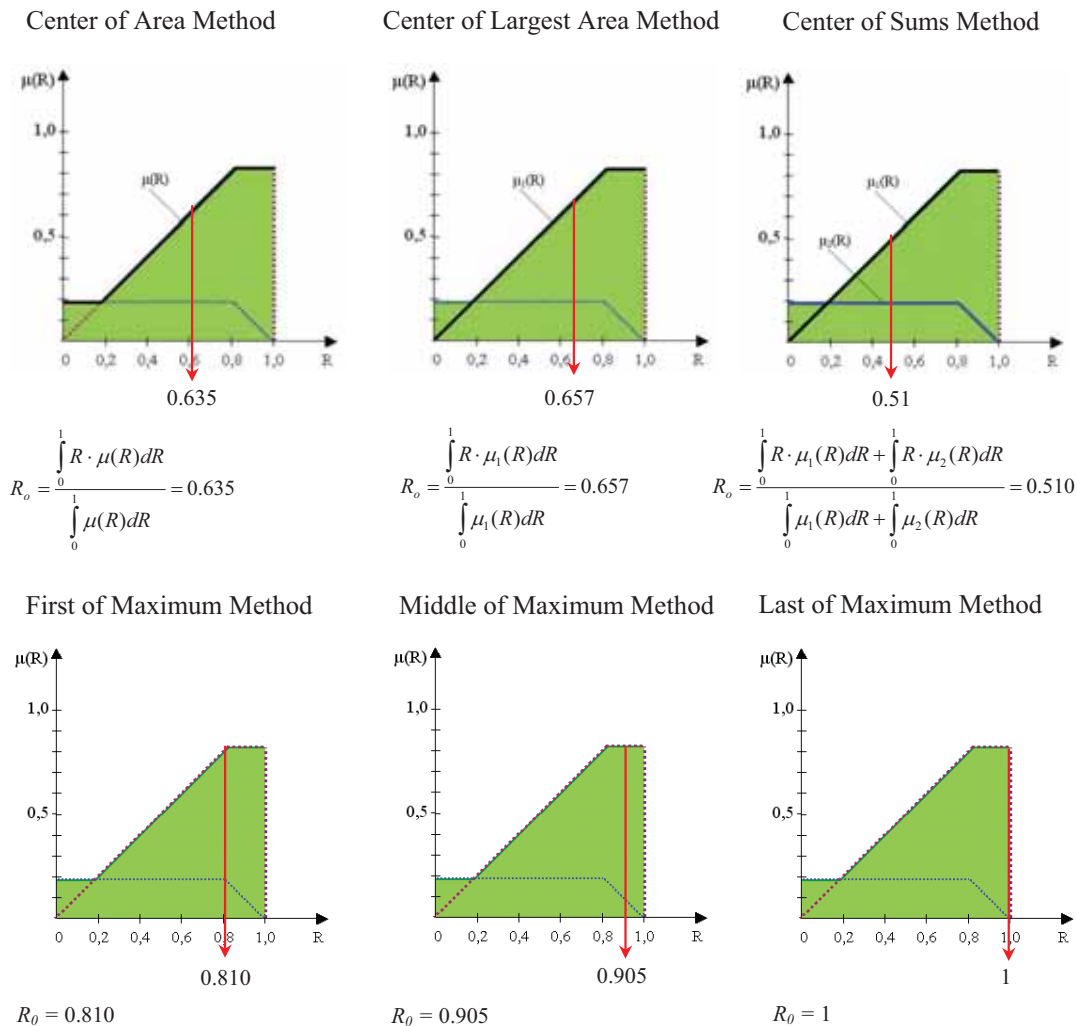 Center of Area Method
Center of Largest Area Method
Center of Sums Method
μ(R)
1,0
0,5
μ(R)
0 0,2 0,4 0,6 0,8 1,0 R
0.635
μ(R)
1,0
0,5
μ₁(R)
0 0,2 0,4 0,6 0,8 1,0 R
0.657
μ(R)
1,0
0,5
μ₁(R)
μ₂(R)
0 0,2 0,4 0,6 0,8 1,0 R
0.51
Rₒ = ∫₀¹ R · μ(R)dR / ∫₀¹ μ(R)dR = 0.635
Rₒ = ∫₀¹ R · μ₁(R)dR / ∫₀¹ μ₁(R)dR = 0.657
Rₒ = (∫₀¹ R · μ₁(R)dR + ∫₀¹ R · μ₂(R)dR) / (∫₀¹ μ₁(R)dR + ∫₀¹ μ₂(R)dR) = 0.510
First of Maximum Method
Middle of Maximum Method
Last of Maximum Method
μ(R)
1,0
0,5
0 0,2 0,4 0,6 0,8 1,0 R
0.810
μ(R)
1,0
0,5
0 0,2 0,4 0,6 0,8 1,0 R
0.905
μ(R)
1,0
0,5
0 0,2 0,4 0,6 0,8 1,0 R
1
R₀ = 0.810
R₀ = 0.905
R₀ = 1